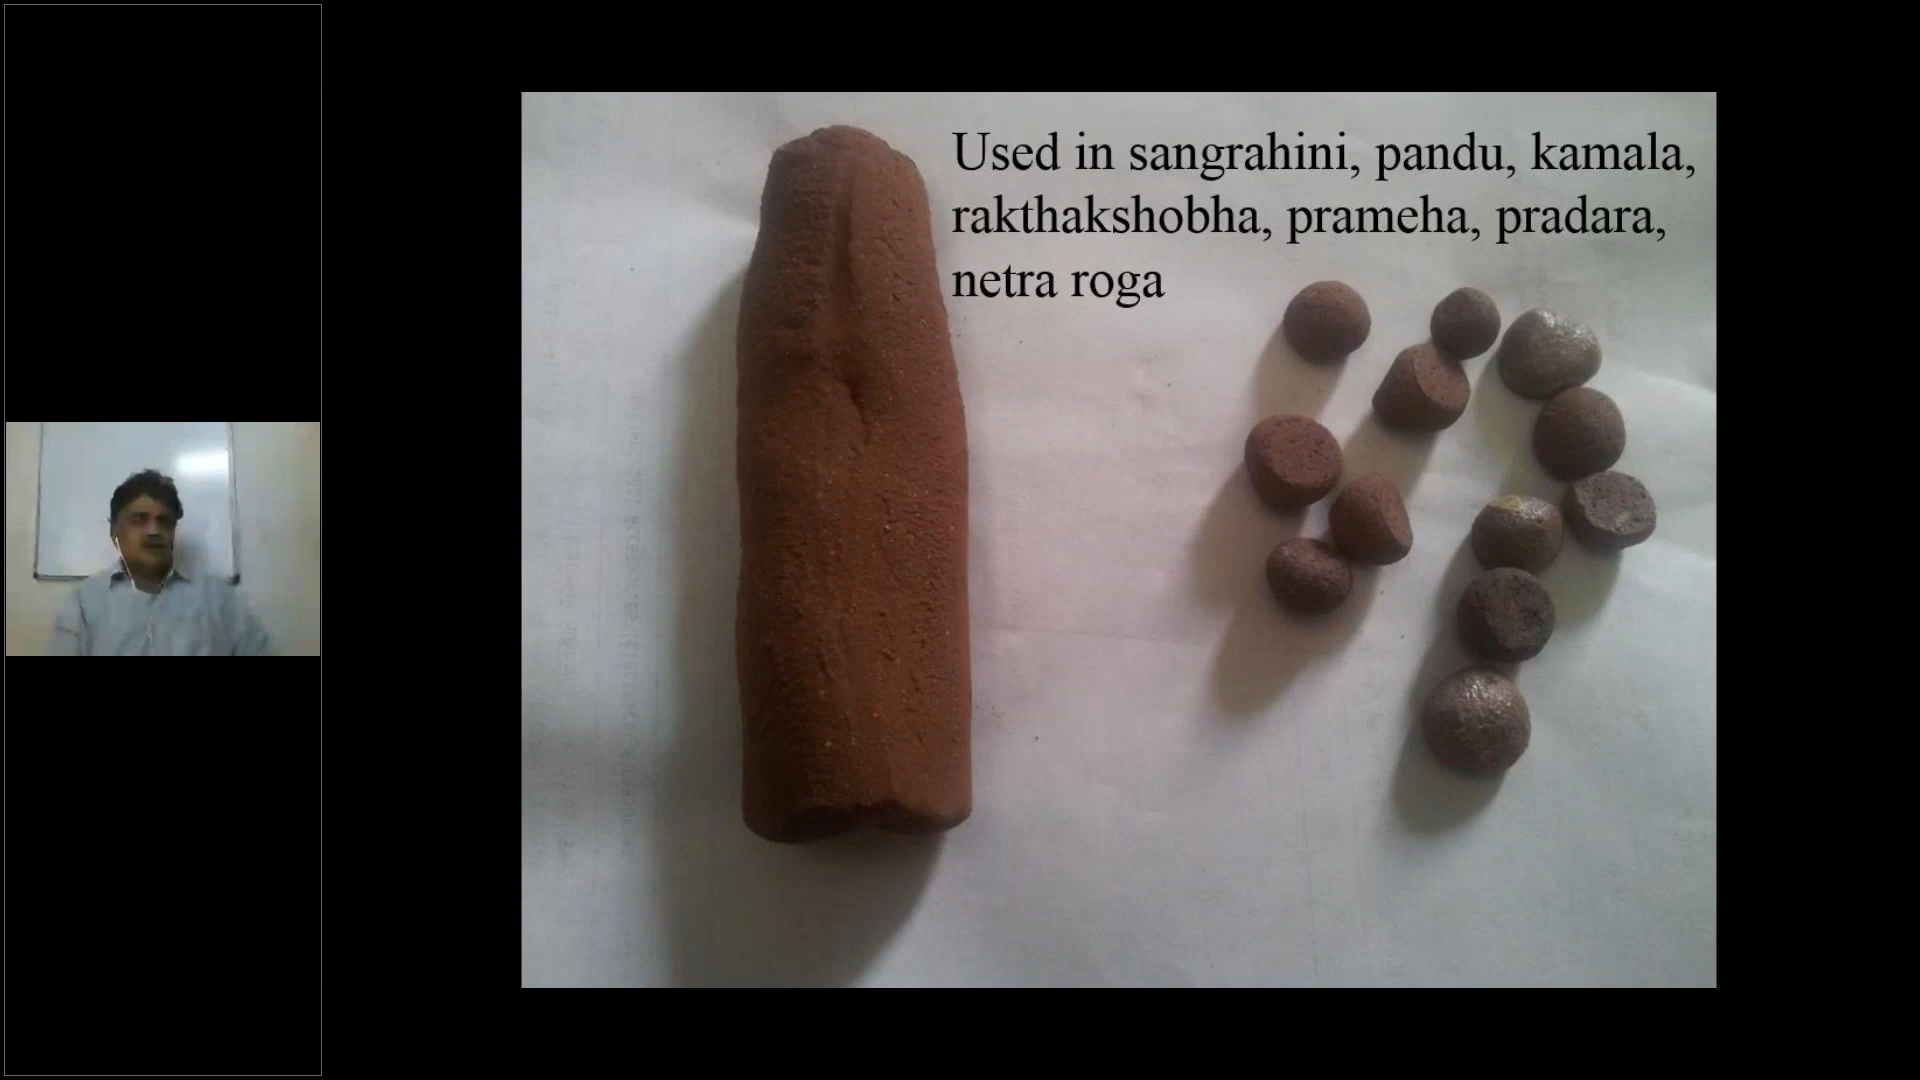 Used in sangrahini, pandu, kamala,
rakthakshobha, prameha, pradara,
netra roga